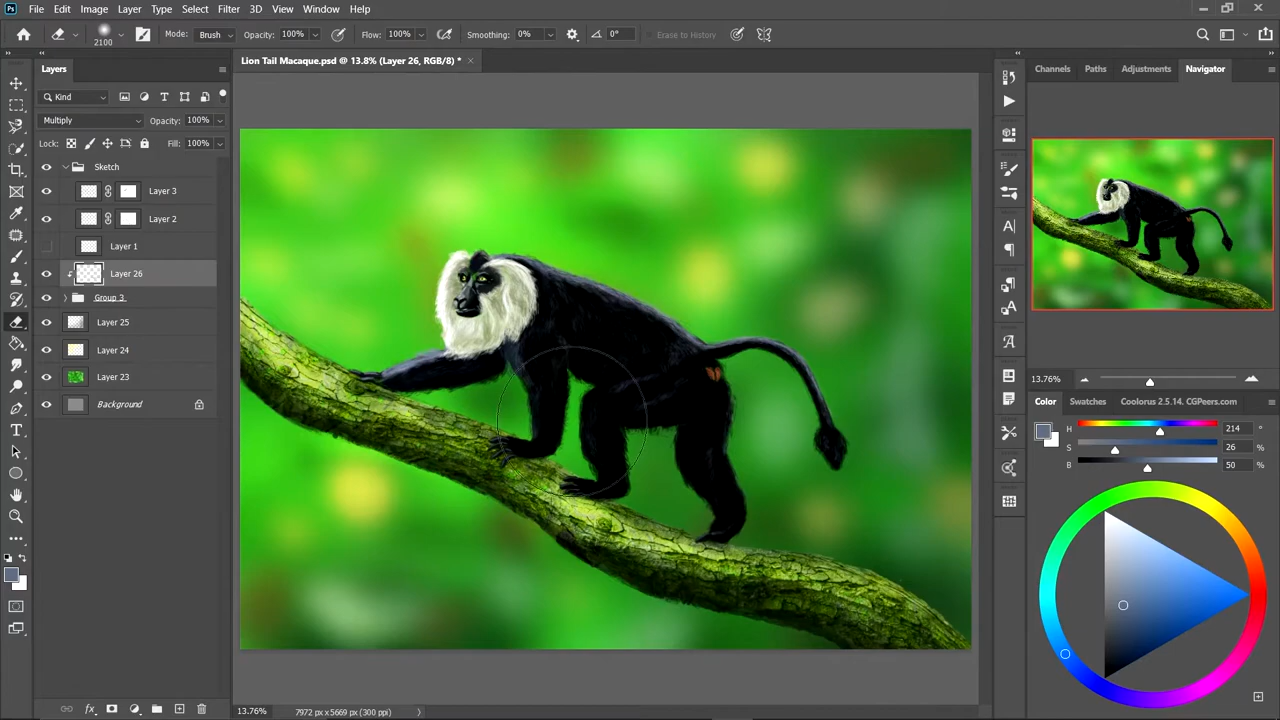 Ps File Edit Image Layer Type Select Filter 3D View Window Help
2100 Mode: Brush Opacity: 100% Flow: 100% Smoothing: 0% 0° Erase to History
Layers
Lion Tail Macaque.psd @ 13.8% (Layer 26, RGB/8) *
Channels Paths Adjustments Navigator
Kind
Multiply Opacity: 100%
Lock: Fill: 100%
Sketch
Layer 3
Layer 2
Layer 1
Layer 26
Group 3
Layer 25
Layer 24
Layer 23
Background
13.76%
Color Swatches Coolorus 2.5.14. CGPeers.com
H 214 °
S 26 %
B 50 %
fx
13.76% 7972 px x 5669 px (300 ppi)